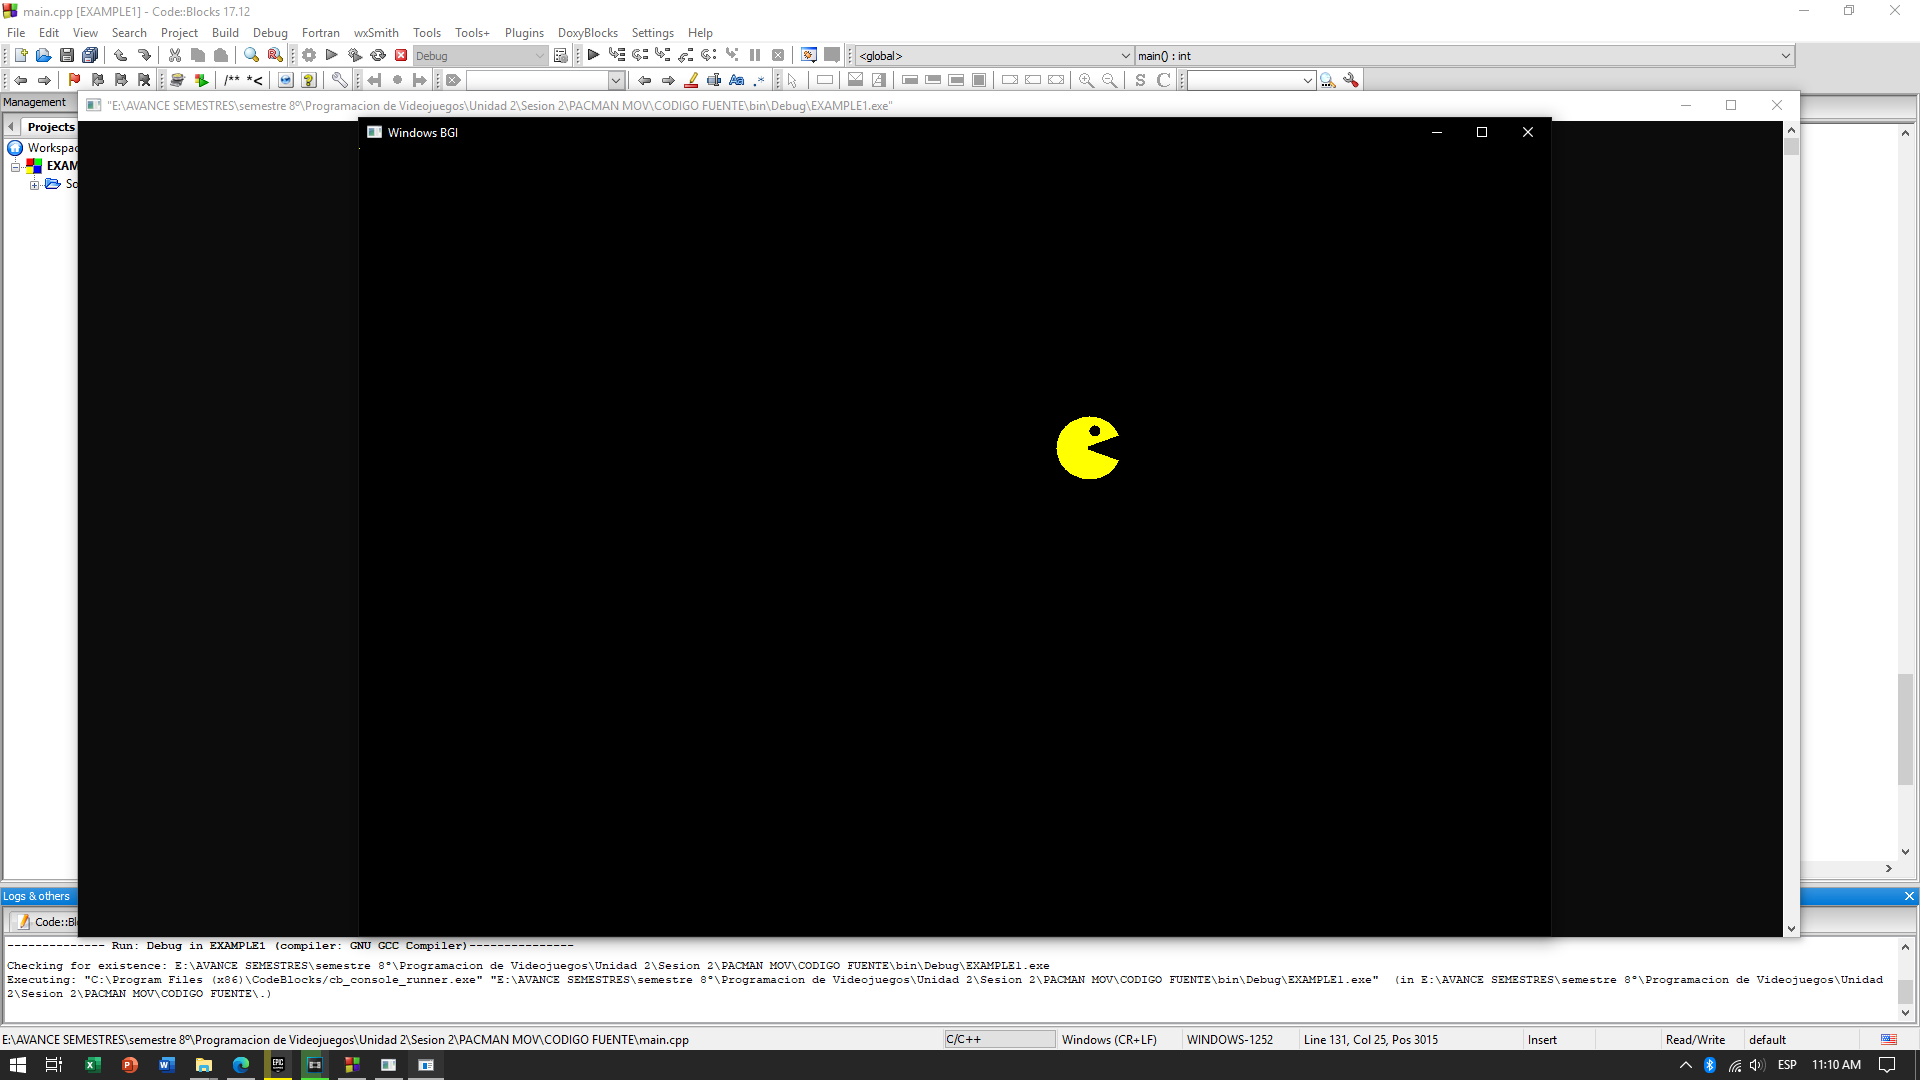 main.cpp [EXAMPLE1] - Code::Blocks 17.12
File Edit View Search Project Build Debug Fortran wxSmith Tools Tools+ Plugins DoxyBlocks Settings Help
Debug <global> main() : int
/** *< Aa .* S C
Management
"E:\AVANCE SEMESTRES\semestre 8º\Programacion de Videojuegos\Unidad 2\Sesion 2\PACMAN MOV\CODIGO FUENTE\bin\Debug\EXAMPLE1.exe"
Projects
Windows BGI
Workspac
EXAM
So
Logs & others
Code::Bl
-------------- Run: Debug in EXAMPLE1 (compiler: GNU GCC Compiler)---------------
Checking for existence: E:\AVANCE SEMESTRES\semestre 8º\Programacion de Videojuegos\Unidad 2\Sesion 2\PACMAN MOV\CODIGO FUENTE\bin\Debug\EXAMPLE1.exe
Executing: "C:\Program Files (x86)\CodeBlocks/cb_console_runner.exe" "E:\AVANCE SEMESTRES\semestre 8º\Programacion de Videojuegos\Unidad 2\Sesion 2\PACMAN MOV\CODIGO FUENTE\bin\Debug\EXAMPLE1.exe" (in E:\AVANCE SEMESTRES\semestre 8º\Programacion de Videojuegos\Unidad
2\Sesion 2\PACMAN MOV\CODIGO FUENTE\.)
E:\AVANCE SEMESTRES\semestre 8º\Programacion de Videojuegos\Unidad 2\Sesion 2\PACMAN MOV\CODIGO FUENTE\main.cpp C/C++ Windows (CR+LF) WINDOWS-1252 Line 131, Col 25, Pos 3015 Insert Read/Write default
EPIC ESP 11:10 AM